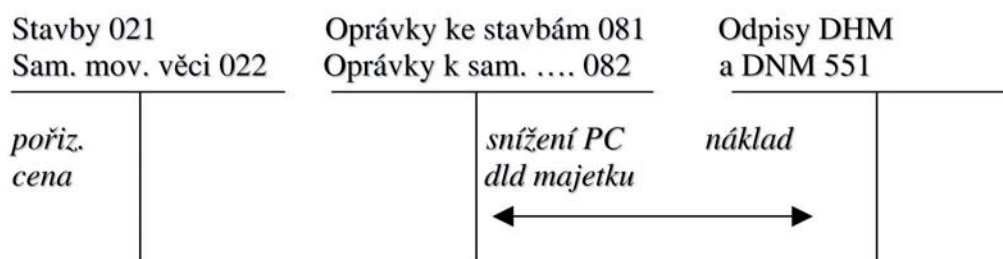 Stavby 021
Sam. mov. věci 022
Oprávky ke stavbám 081
Oprávky k sam. …. 082
Odpisy DHM
a DNM 551
pořiz.
cena
snížení PC
dld majetku
náklad